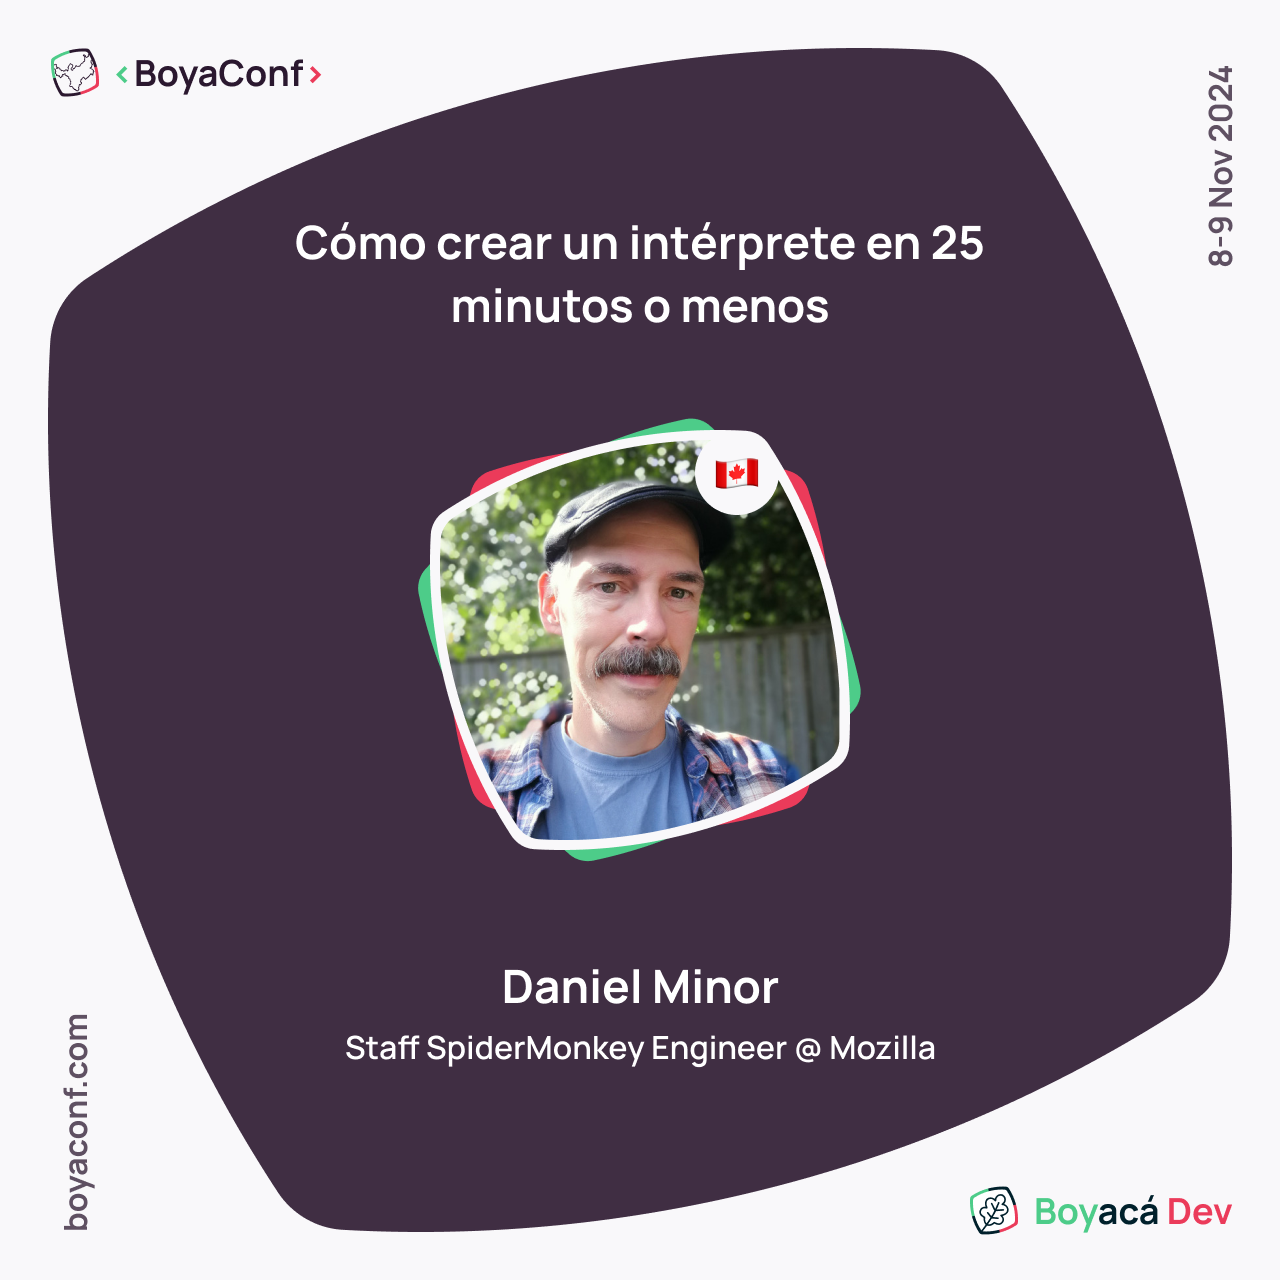 <BoyaConf>
8-9 Nov 2024
Cómo crear un intérprete en 25
minutos o menos
Daniel Minor
Staff SpiderMonkey Engineer @ Mozilla
boyaconf.com
Boyacá Dev